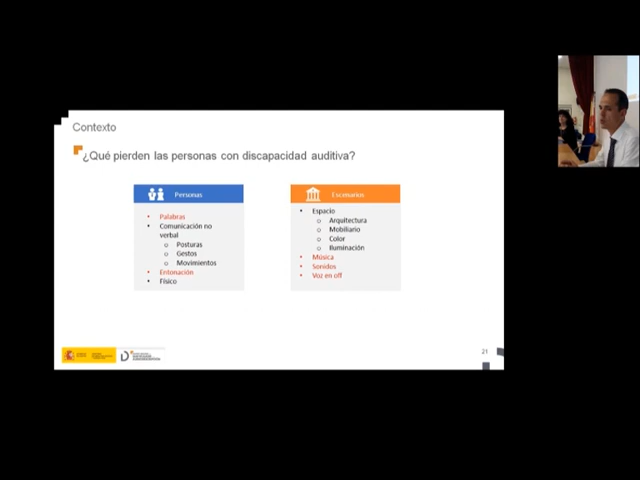 Contexto
¿Qué pierden las personas con discapacidad auditiva?
Personas
• Palabras
• Comunicación no
verbal
o Posturas
o Gestos
o Movimientos
• Entonación
• Físico
Escenarios
• Espacio
o Arquitectura
o Mobiliario
o Color
o Iluminación
• Música
• Sonidos
• Voz en off
21